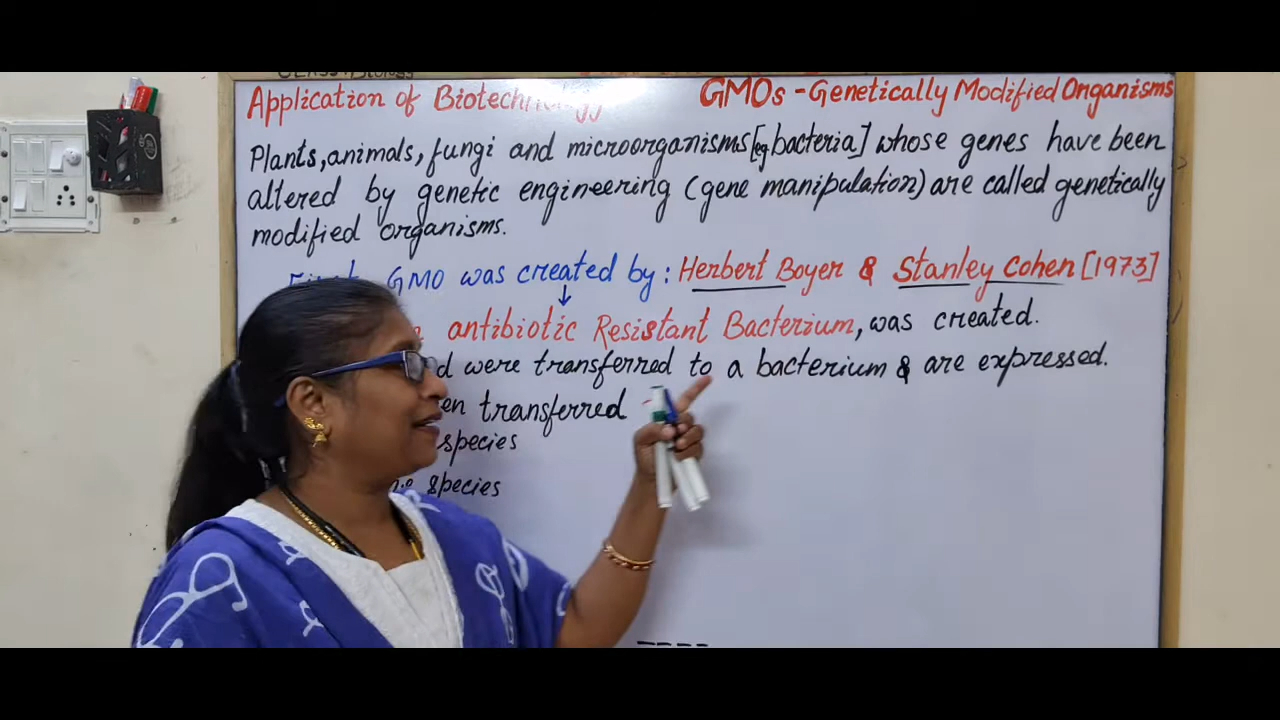 Application of Biotechnology GMOs - Genetically Modified Organisms
Plants, animals, fungi and microorganisms [eg bacteria] whose genes have been
altered by genetic engineering (gene manipulation) are called genetically
modified organisms.
First GMO was created by: Herbert Boyer & Stanley Cohen [1973]
antibiotic Resistant Bacterium, was created.
were transferred to a bacterium & are expressed.
transferred
species
species